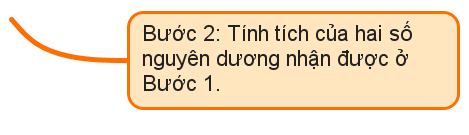 Bước 2: Tính tích của hai số
nguyên dương nhận được ở
Bước 1.